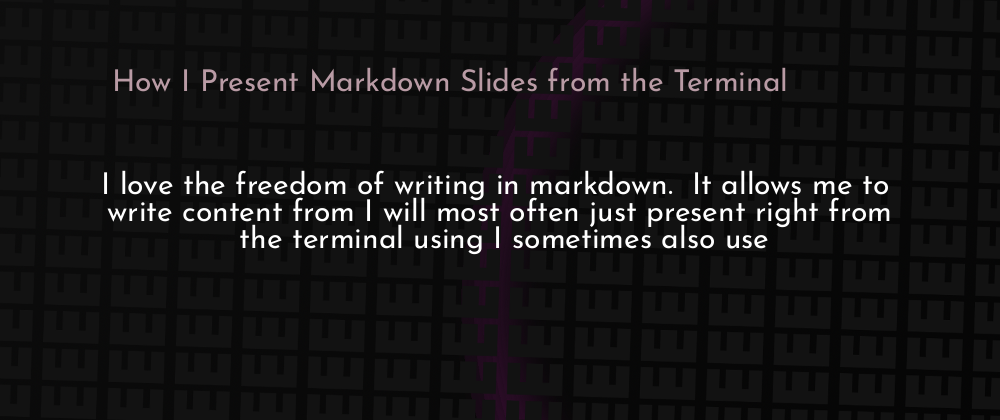 How I Present Markdown Slides from the Terminal
I love the freedom of writing in markdown.  It allows me to
write content from I will most often just present right from
the terminal using I sometimes also use